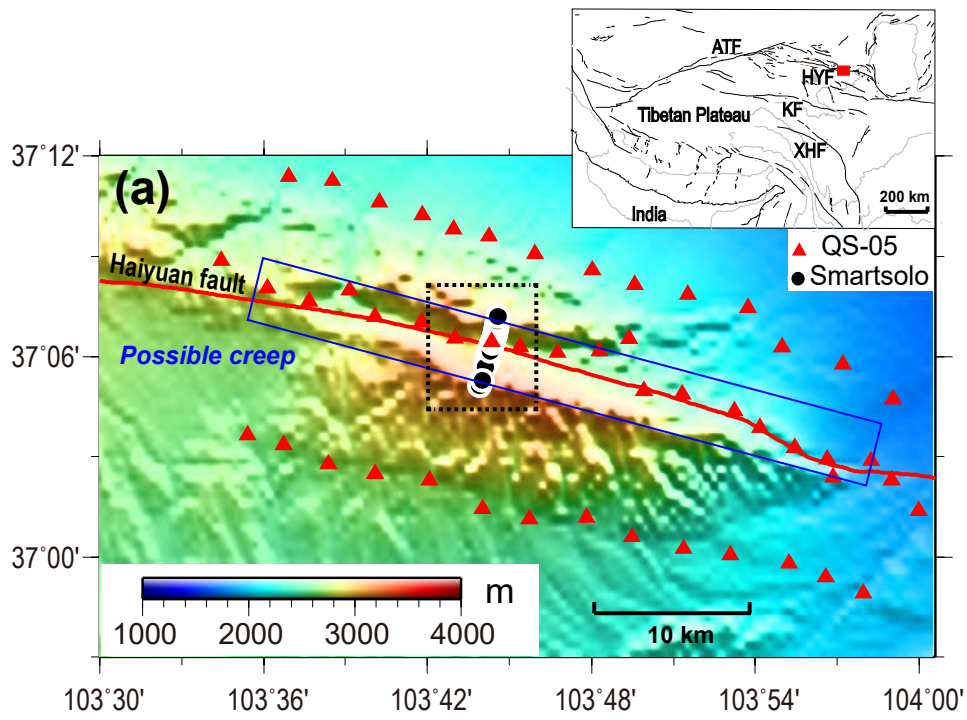 ATF
HYF
KF
Tibetan Plateau
XHF
India
200 km
37°12'
(a)
QS-05
Smartsolo
Haiyuan fault
37°06'
Possible creep
37°00'
m
1000 2000 3000 4000
10 km
103 30' 103 36' 103 42' 103 48' 103 54' 104 00'